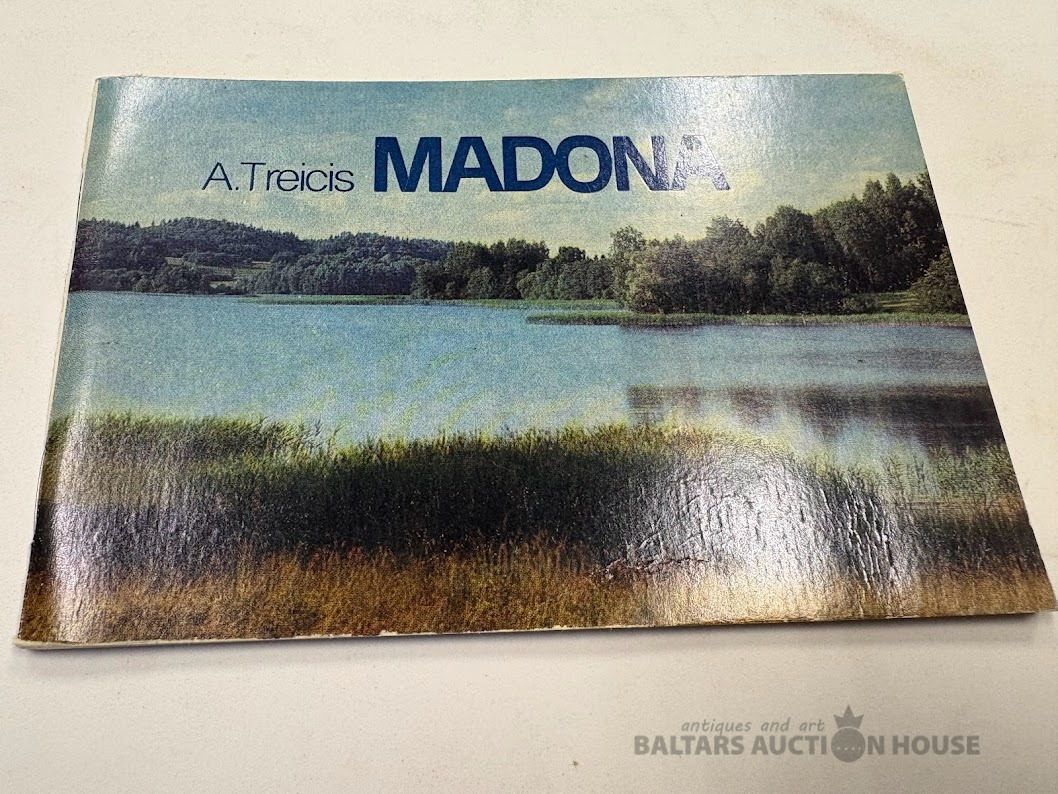 A.Treicis MADONA
antiques and art
BALTARS AUCTION HOUSE